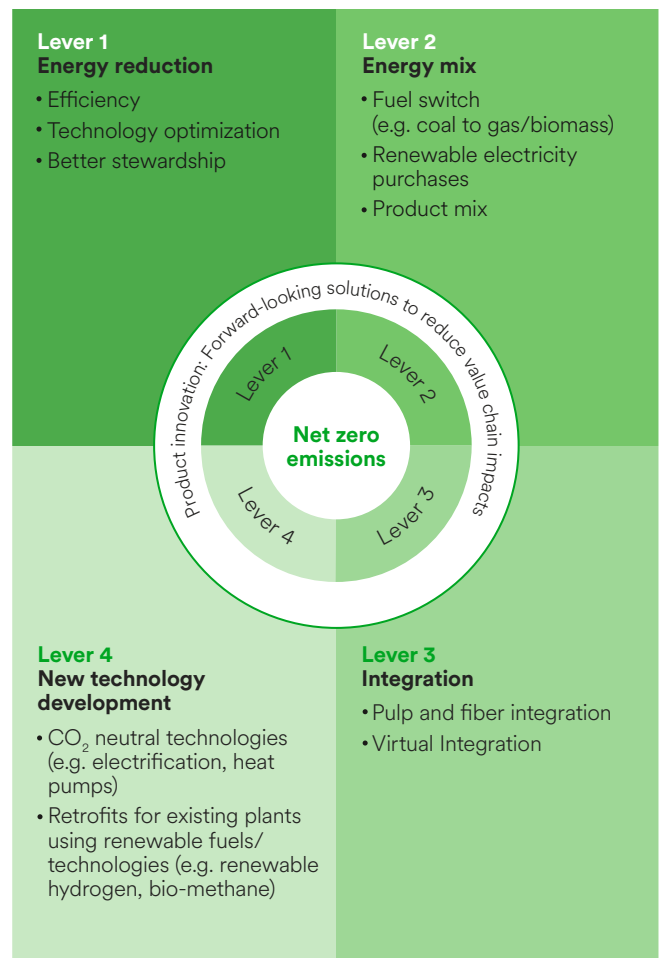 Lever 1
Energy reduction
• Efficiency
• Technology optimization
• Better stewardship
Lever 2
Energy mix
• Fuel switch
(e.g. coal to gas/biomass)
• Renewable electricity
purchases
• Product mix
Product innovation: Forward-looking solutions to reduce value chain impacts
Lever 1
Lever 2
Lever 3
Lever 4
Net zero
emissions
Lever 4
New technology
development
• CO₂ neutral technologies
(e.g. electrification, heat
pumps)
• Retrofits for existing plants
using renewable fuels/
technologies (e.g. renewable
hydrogen, bio-methane)
Lever 3
Integration
• Pulp and fiber integration
• Virtual Integration